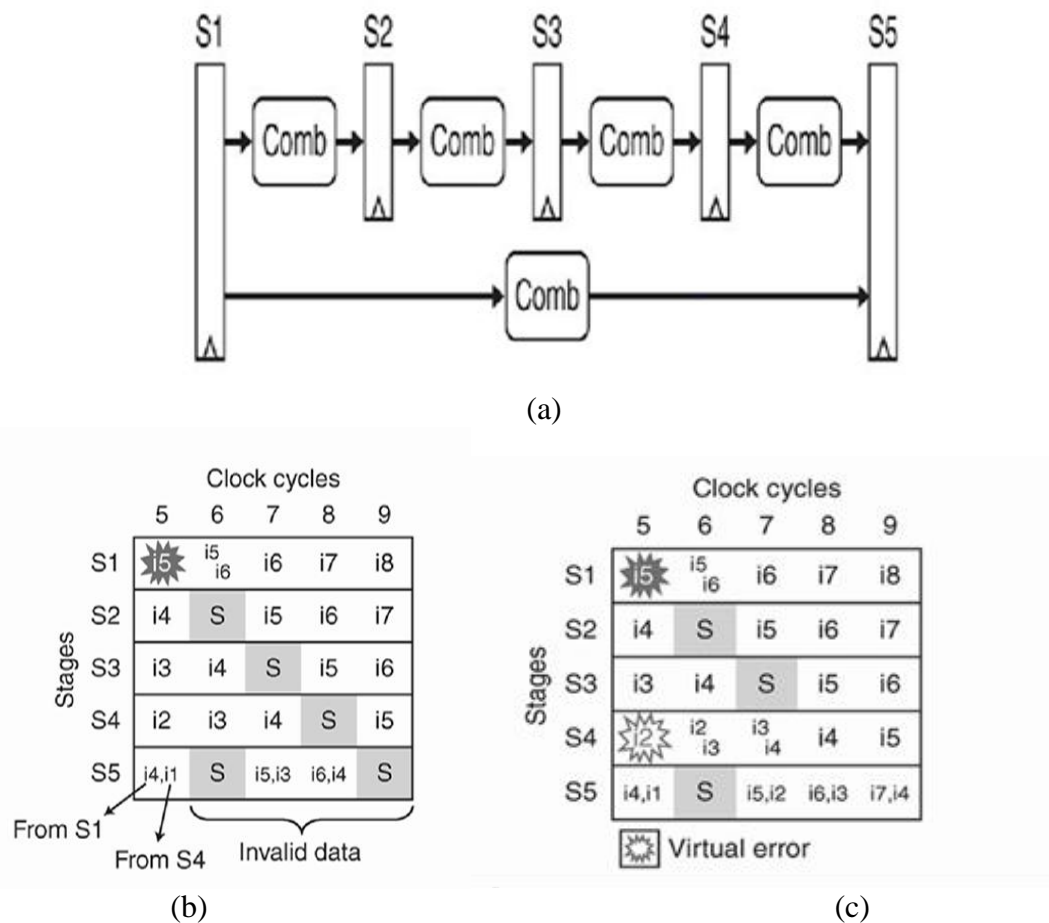 S1 S2 S3 S4 S5
Comb Comb Comb Comb
Comb
(a)
Clock cycles
5 6 7 8 9
Stages
S1 i5 i5 i6 i6 i7 i8
S2 i4 S i5 i6 i7
S3 i3 i4 S i5 i6
S4 i2 i3 i4 S i5
S5 i4,i1 S i5,i3 i6,i4 S
From S1
From S4
Invalid data
(b)
Clock cycles
5 6 7 8 9
Stages
S1 i5 i5 i6 i6 i7 i8
S2 i4 S i5 i6 i7
S3 i3 i4 S i5 i6
S4 i2 i2 i3 i3 i4 i4 i5
S5 i4,i1 S i5,i2 i6,i3 i7,i4
Virtual error
(c)